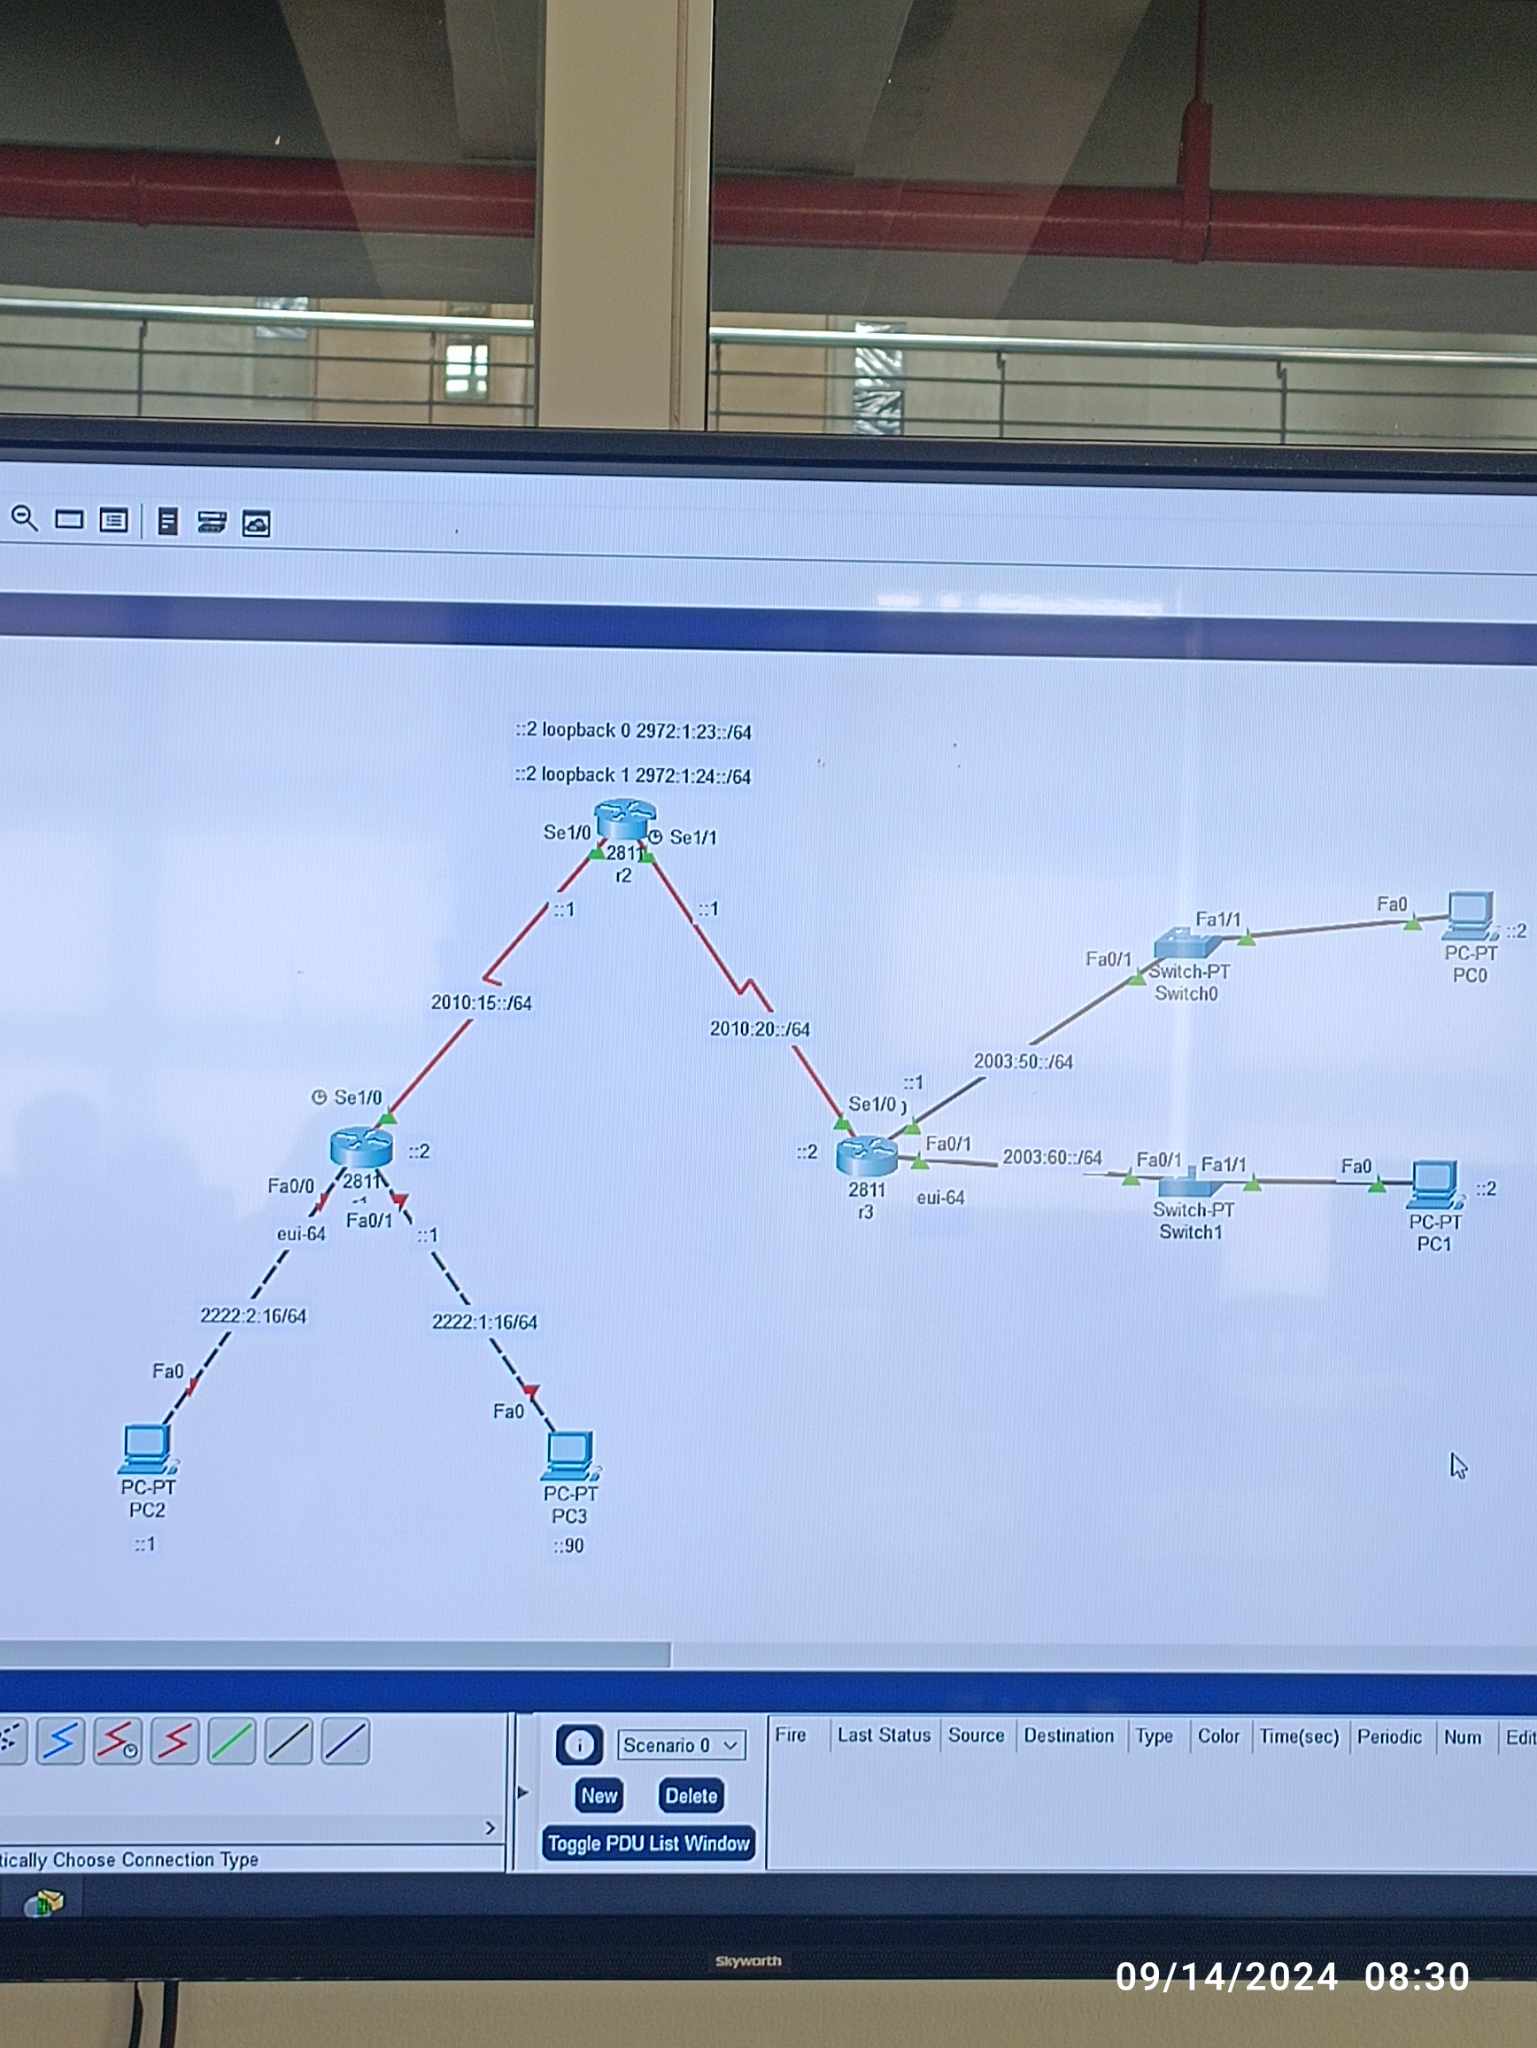 ::2 loopback 0 2972:1:23::/64
::2 loopback 1 2972:1:24::/64
Se1/0
Se1/1
2811
r2
::1
::1
2010:15::/64
2010:20::/64
Fa0
::2
PC-PT
PC0
Fa1/1
Fa0/1
Switch-PT
Switch0
2003:50::/64
::1
Se1/0
Fa0/1
2003:60::/64
::2
2811
r3
eui-64
Fa0/1
Fa1/1
Switch-PT
Switch1
Fa0
::2
PC-PT
PC1
Se1/0
::2
2811
Fa0/0
Fa0/1
eui-64
::1
2222:2:16/64
2222:1:16/64
Fa0
Fa0
PC-PT
PC2
::1
PC-PT
PC3
::90
Scenario 0
New
Delete
Toggle PDU List Window
Fire Last Status Source Destination Type Color Time(sec) Periodic Num Edit
Choose Connection Type
Skyworth
09/14/2024 08:30